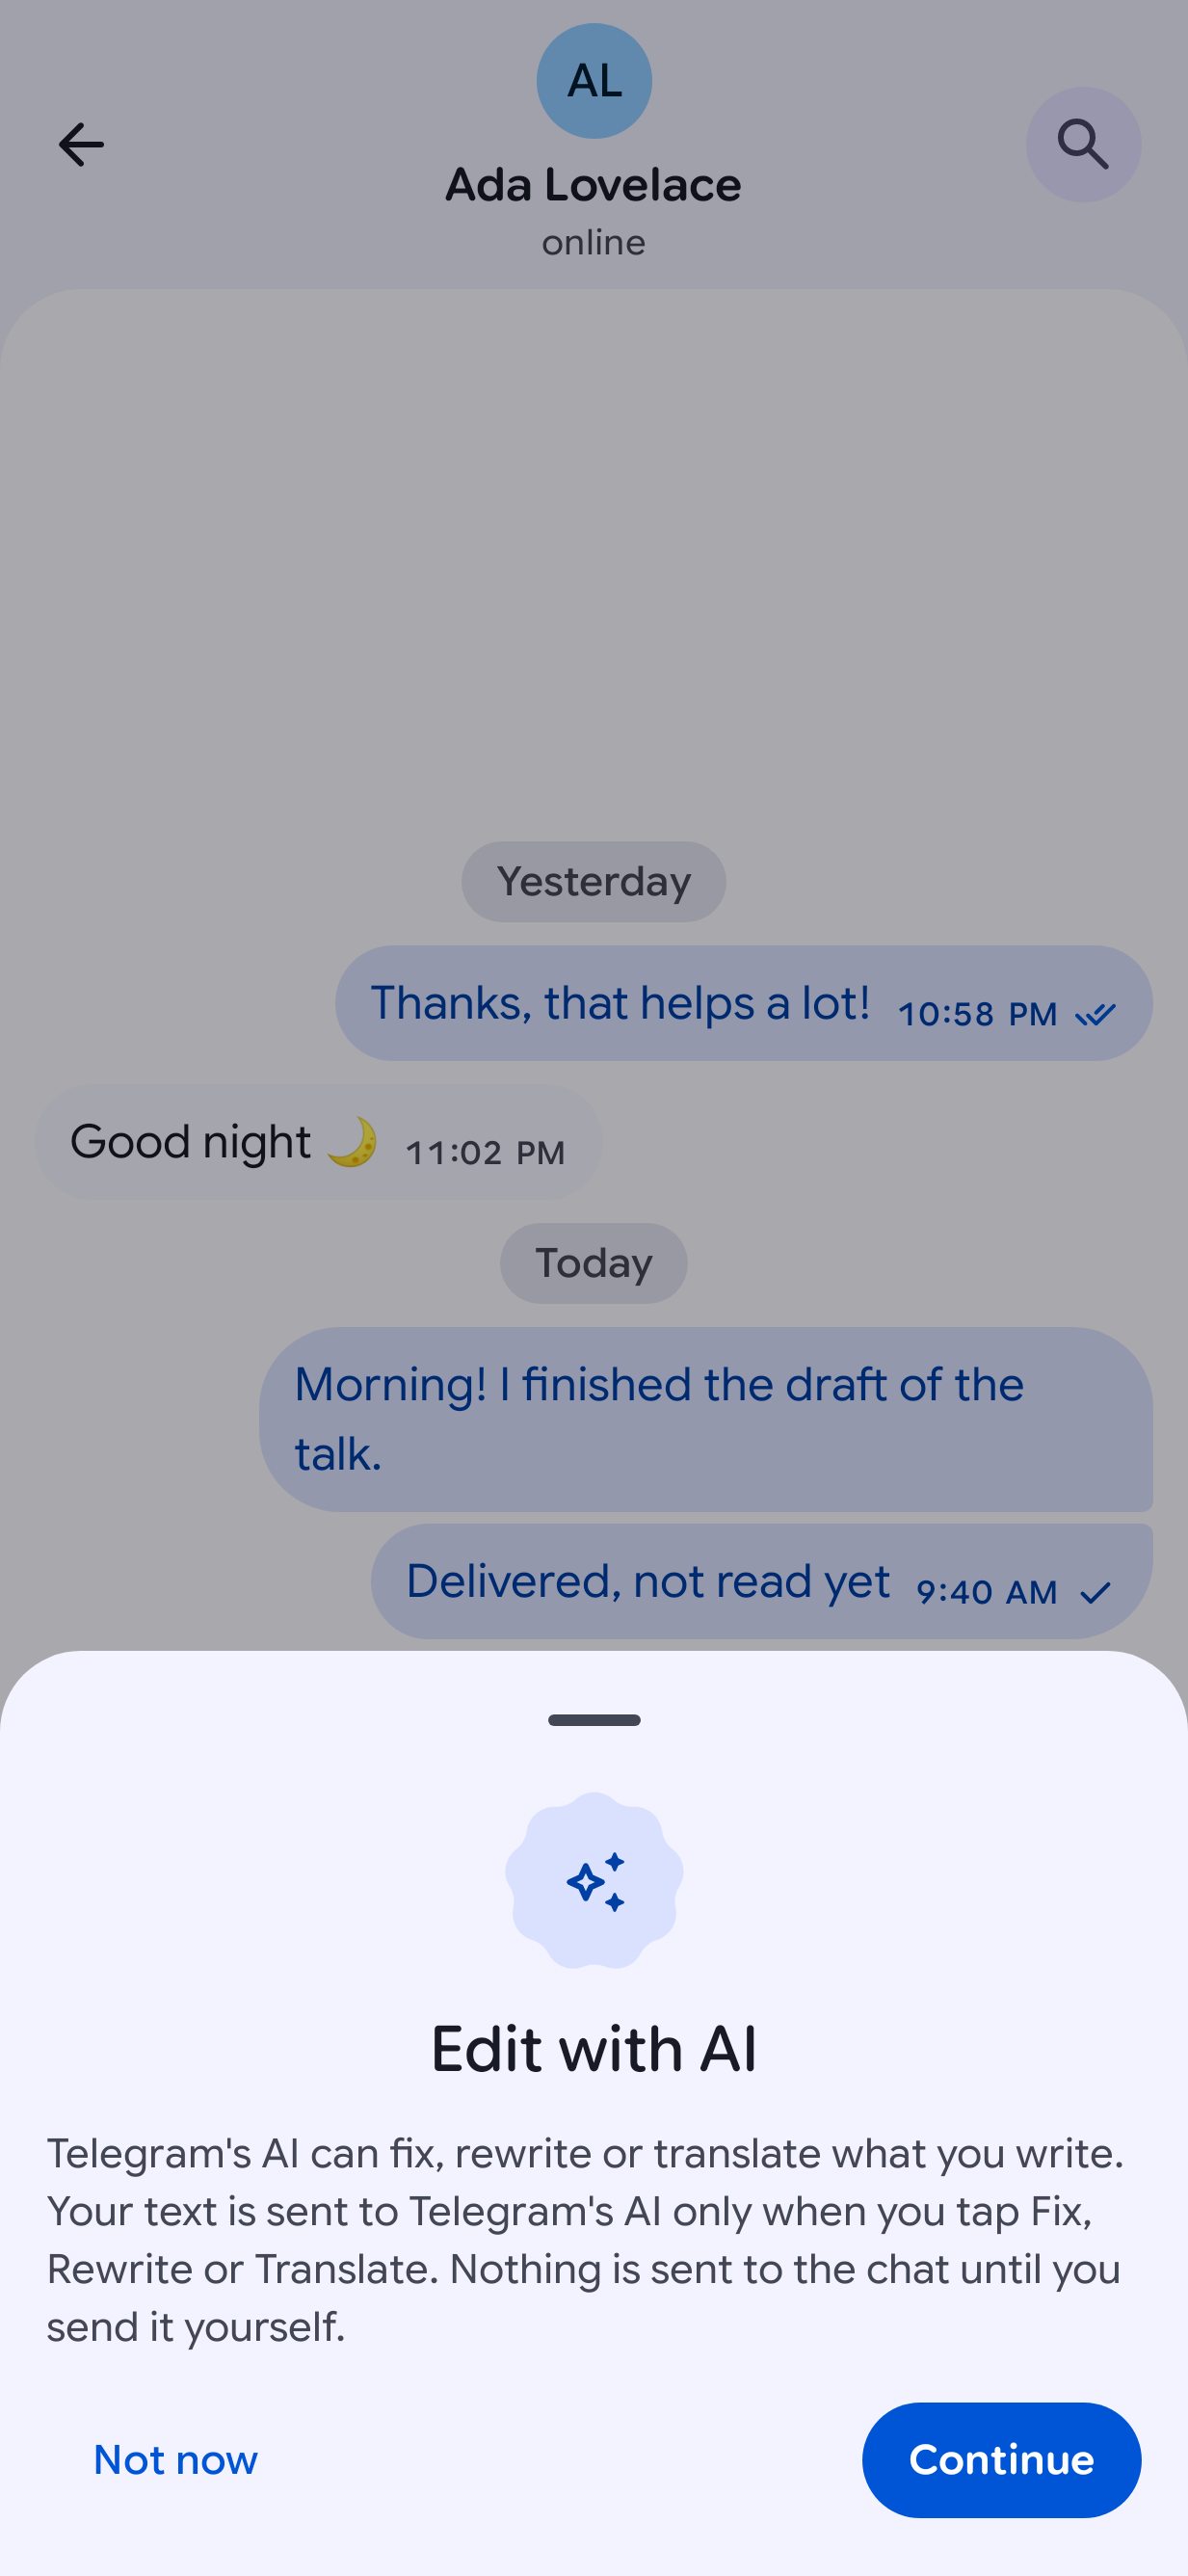 AL
Ada Lovelace
online
Yesterday
Thanks, that helps a lot! 10:58 PM
Good night 🌙 11:02 PM
Today
Morning! I finished the draft of the
talk.
Delivered, not read yet 9:40 AM
Edit with AI
Telegram's AI can fix, rewrite or translate what you write.
Your text is sent to Telegram's AI only when you tap Fix,
Rewrite or Translate. Nothing is sent to the chat until you
send it yourself.
Not now
Continue